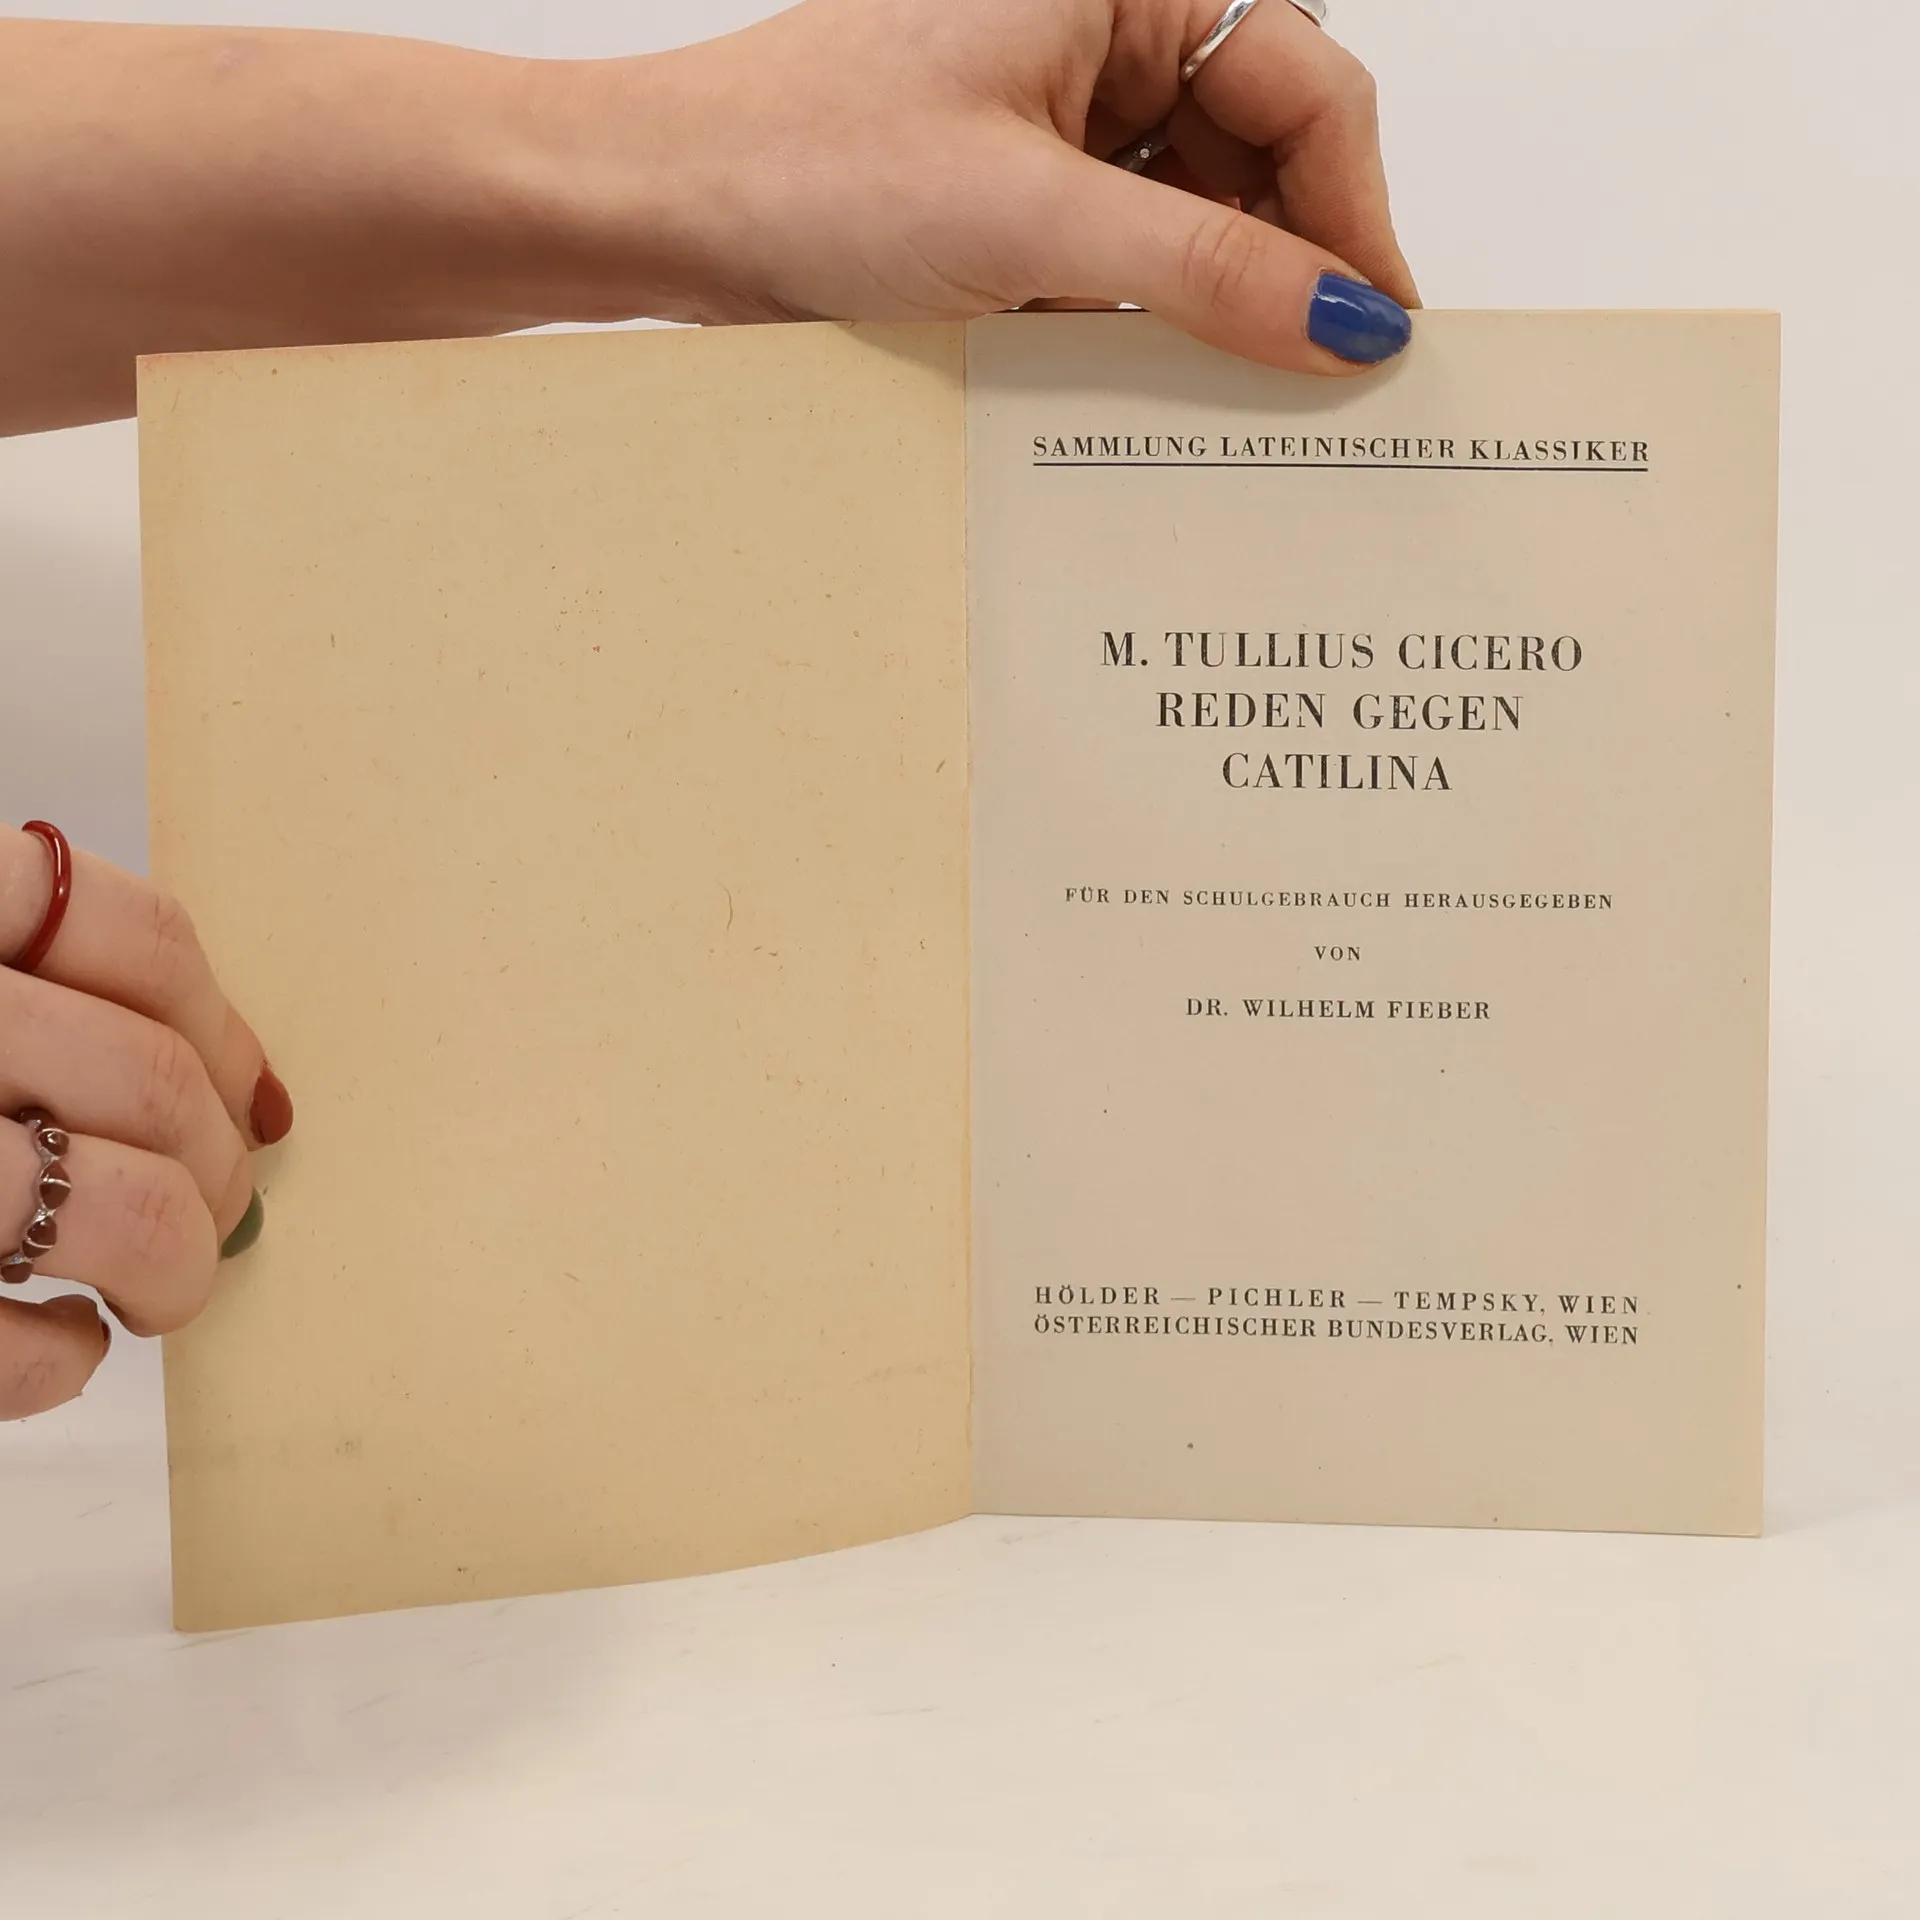 SAMMLUNG LATEINISCHER KLASSIKER
M. TULLIUS CICERO
REDEN GEGEN
CATILINA
FÜR DEN SCHULGEBRAUCH HERAUSGEGEBEN
VON
DR. WILHELM FIEBER
HÖLDER — PICHLER — TEMPSKY, WIEN
ÖSTERREICHISCHER BUNDESVERLAG, WIEN